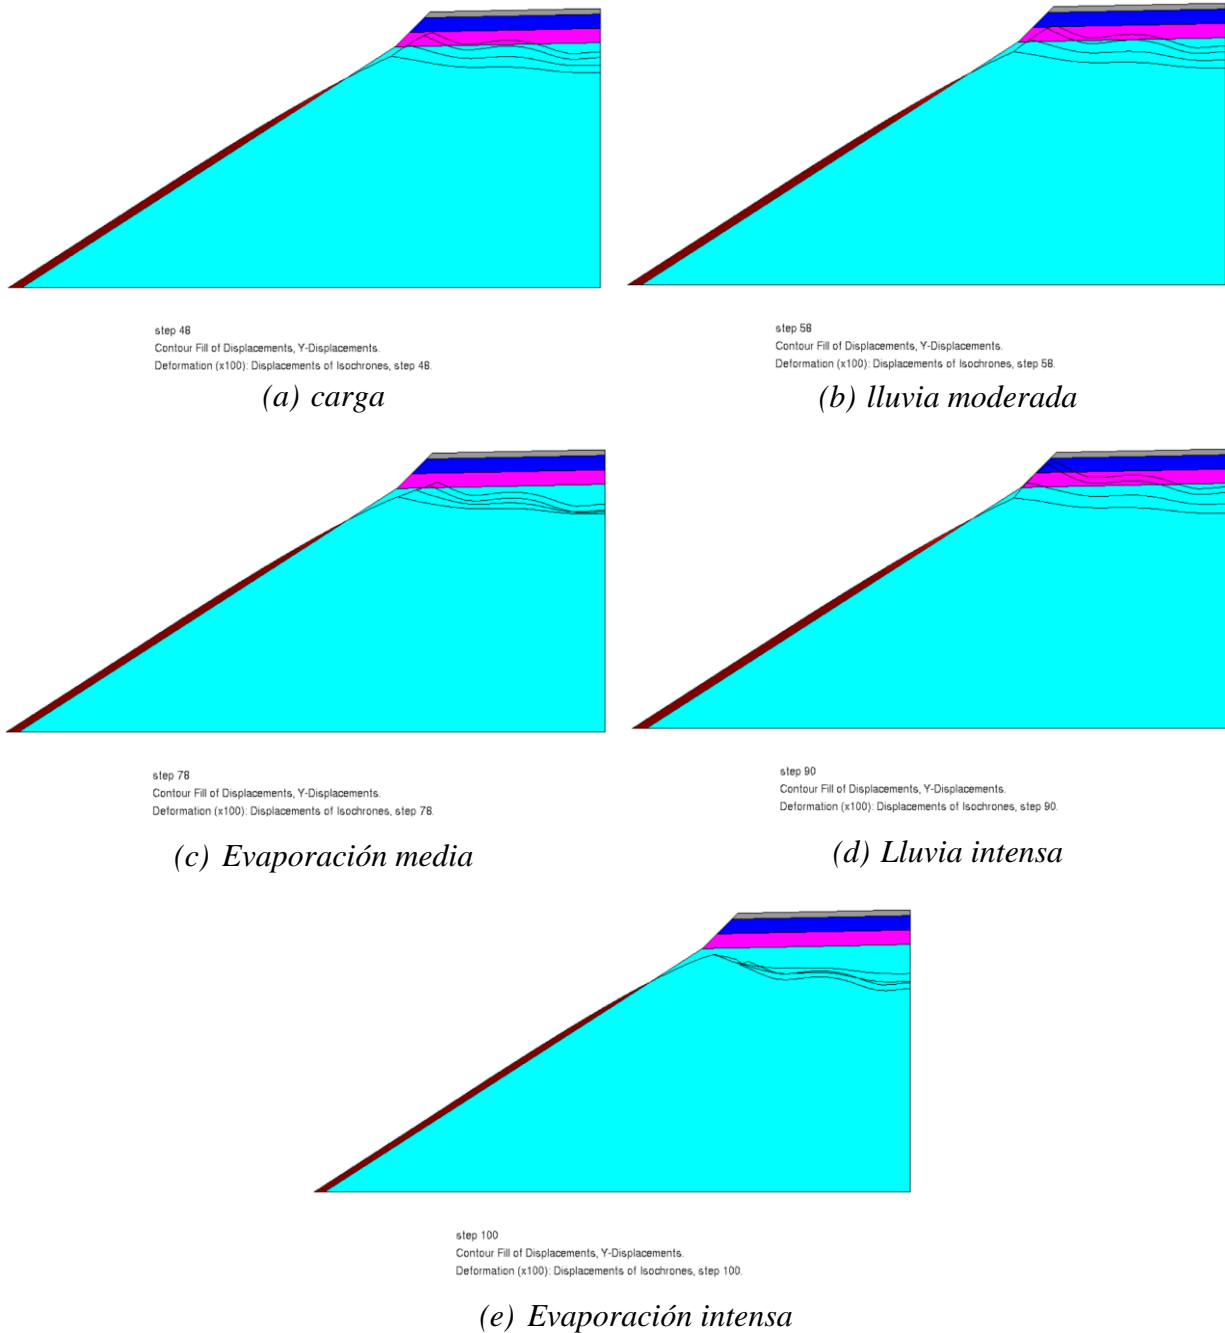 step 48
Contour Fill of Displacements, Y-Displacements.
Deformation (x100): Displacements of Isochrones, step 48.
(a) carga
step 58
Contour Fill of Displacements, Y-Displacements.
Deformation (x100): Displacements of Isochrones, step 58.
(b) lluvia moderada
step 78
Contour Fill of Displacements, Y-Displacements.
Deformation (x100): Displacements of Isochrones, step 78.
(c) Evaporación media
step 90
Contour Fill of Displacements, Y-Displacements.
Deformation (x100): Displacements of Isochrones, step 90.
(d) Lluvia intensa
step 100
Contour Fill of Displacements, Y-Displacements.
Deformation (x100): Displacements of Isochrones, step 100.
(e) Evaporación intensa